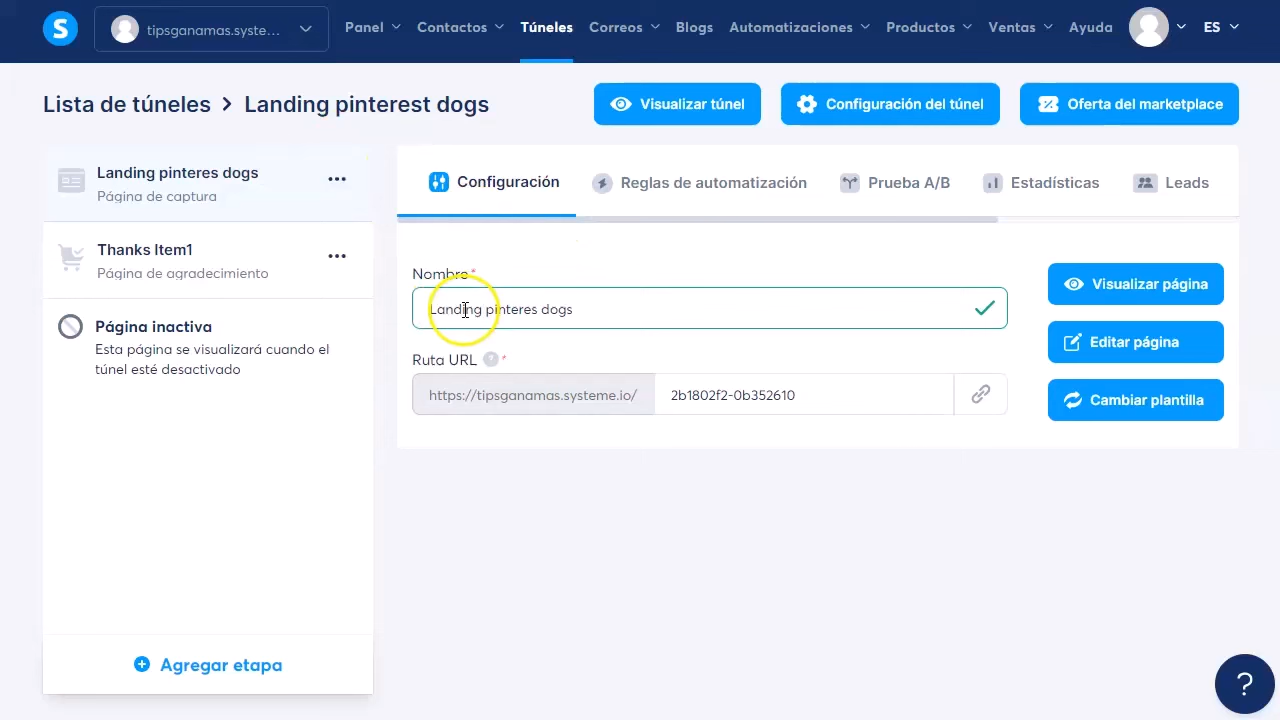 S
tipsganamas.syste...
Panel
Contactos
Túneles
Correos
Blogs
Automatizaciones
Productos
Ventas
Ayuda
ES
Lista de túneles > Landing pinterest dogs
Visualizar túnel
Configuración del túnel
Oferta del marketplace
Landing pinteres dogs
Página de captura
Thanks Item1
Página de agradecimiento
Página inactiva
Esta página se visualizará cuando el
túnel esté desactivado
Agregar etapa
Configuración
Reglas de automatización
Prueba A/B
Estadísticas
Leads
Nombre *
Landing pinteres dogs
Ruta URL ? *
https://tipsganamas.systeme.io/
2b1802f2-0b352610
Visualizar página
Editar página
Cambiar plantilla
?